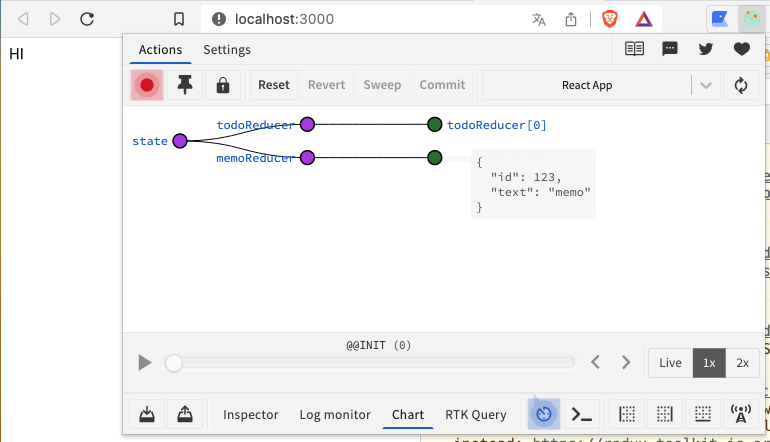 localhost:3000
HI
Actions
Settings
Reset
Revert
Sweep
Commit
React App
todoReducer
todoReducer[0]
state
memoReducer
{
"id": 123,
"text": "memo"
}
@@INIT (0)
Live
1x
2x
Inspector
Log monitor
Chart
RTK Query